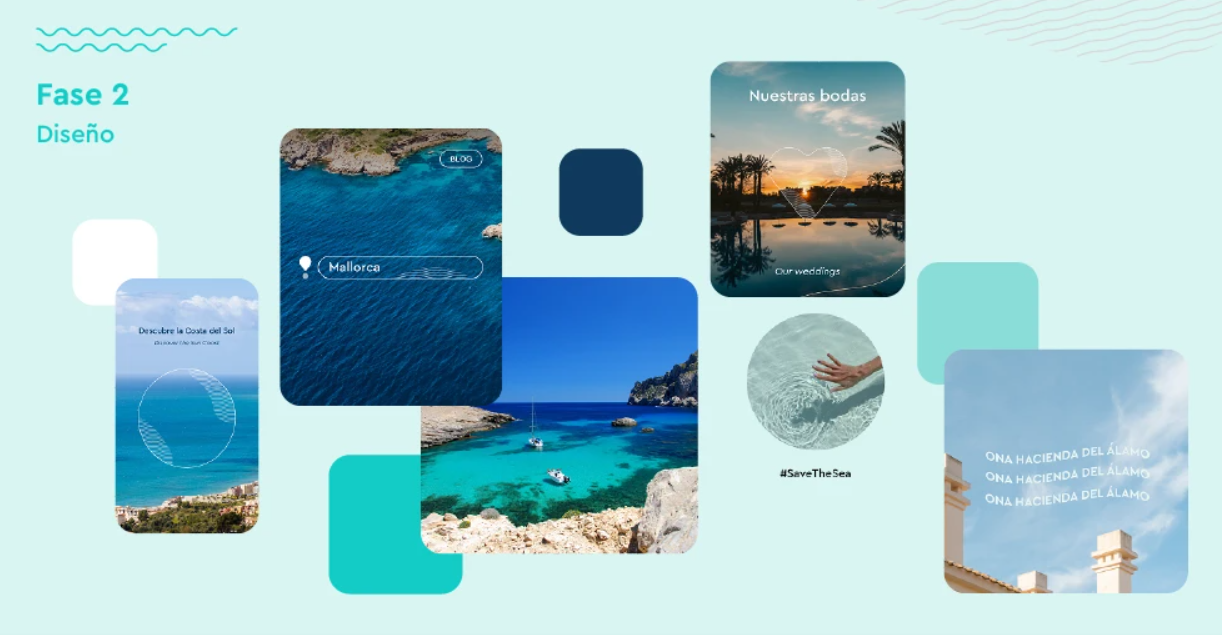 Fase 2
Diseño
Descubre la Costa del Sol
BLOG
Mallorca
Nuestras bodas
Our weddings
#SaveTheSea
ONA HACIENDA DEL ÁLAMO
ONA HACIENDA DEL ÁLAMO
ONA HACIENDA DEL ÁLAMO